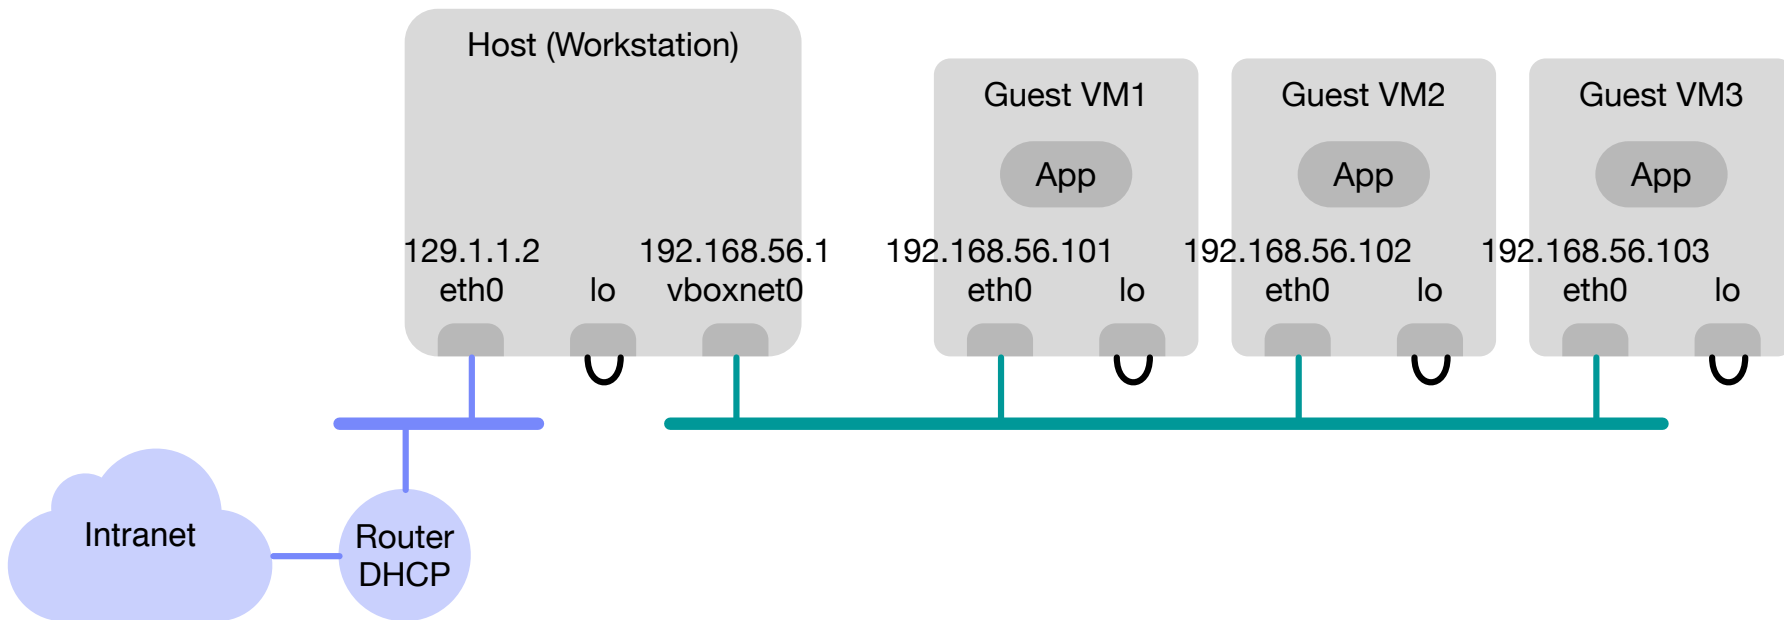 Host (Workstation)
129.1.1.2
eth0
lo
192.168.56.1
vboxnet0
Guest VM1
App
192.168.56.101
eth0
lo
Guest VM2
App
192.168.56.102
eth0
lo
Guest VM3
App
192.168.56.103
eth0
lo
Intranet
Router
DHCP